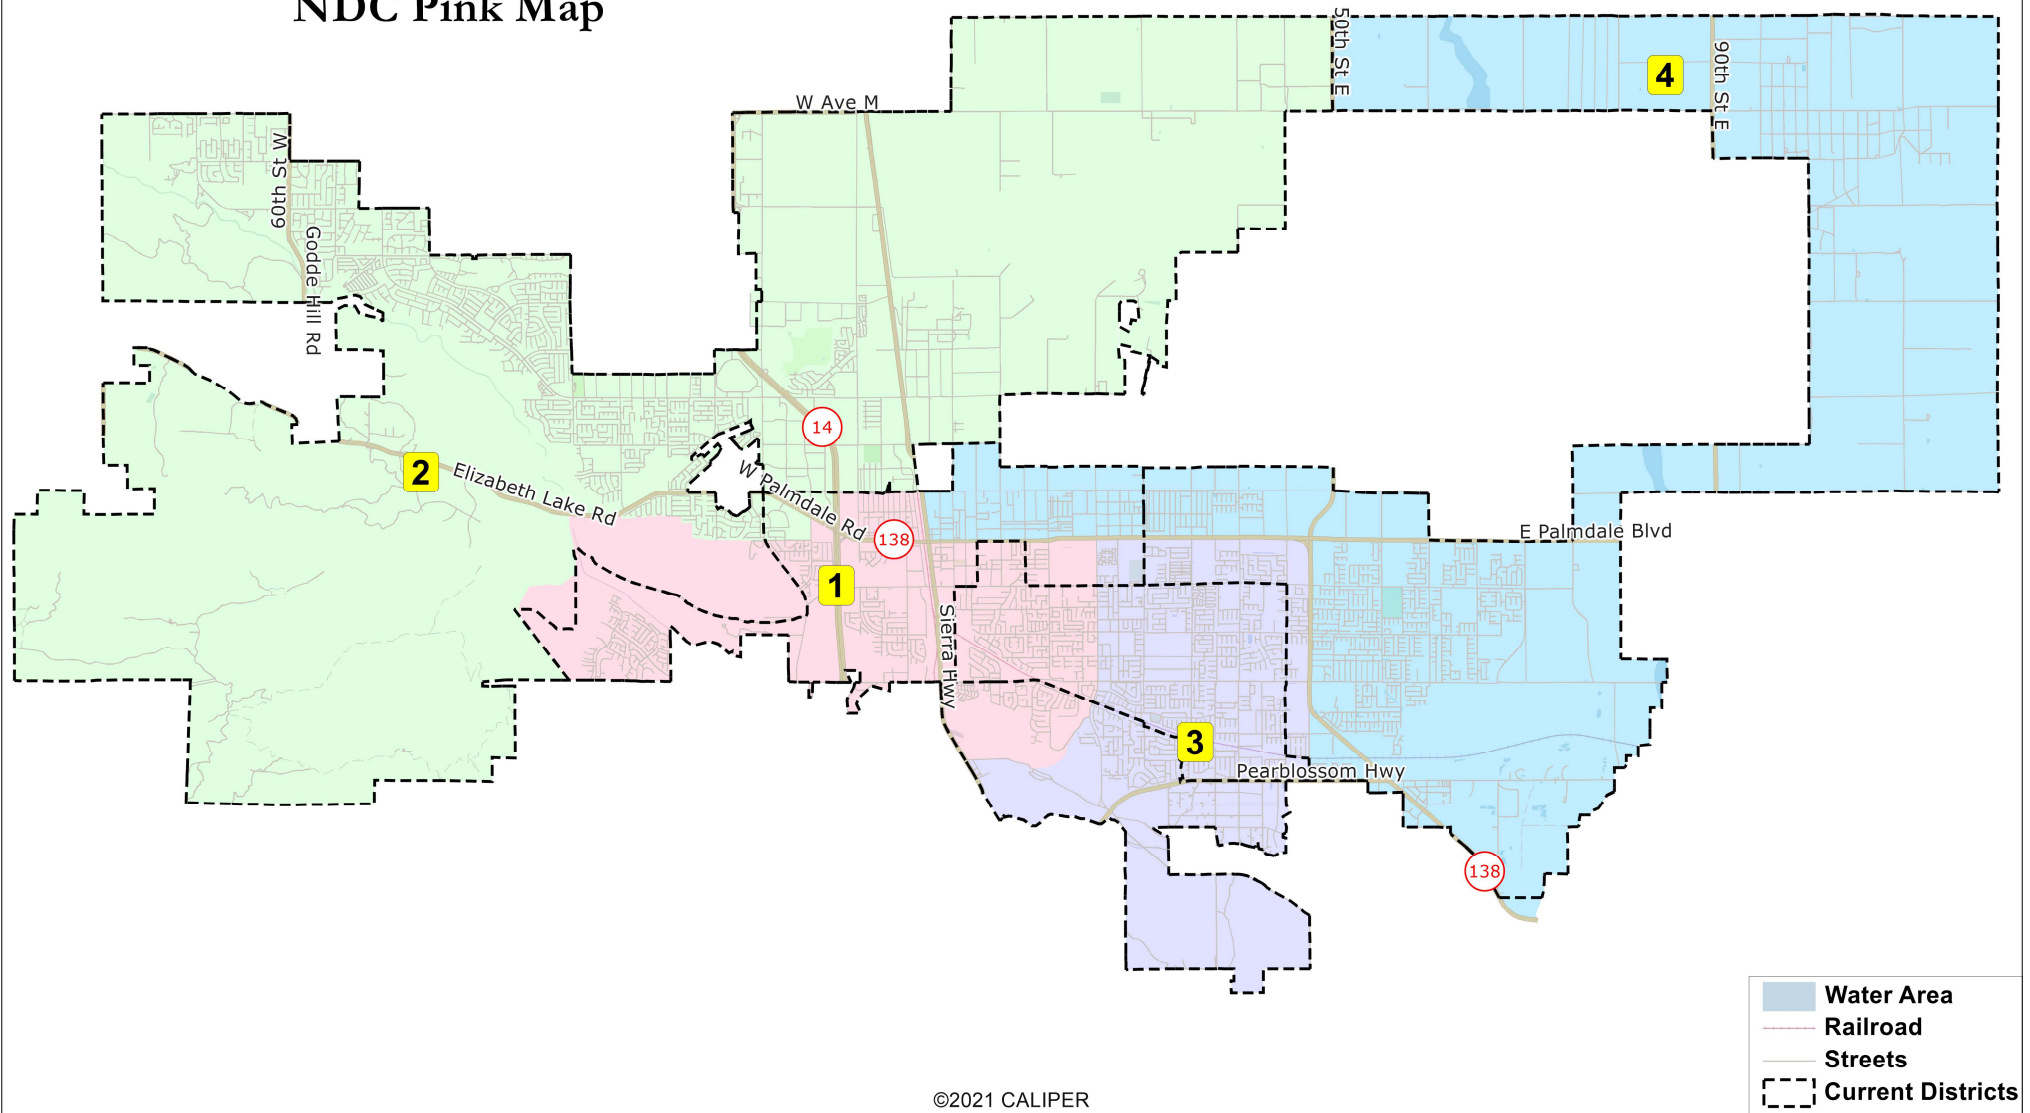 NDC Pink Map
50th St E
4
90th St E
W Ave M
60th St W
Godde Hill Rd
14
2
Elizabeth Lake Rd
W Palmdale Rd
138
E Palmdale Blvd
1
Sierra Hwy
3
Pearblossom Hwy
138
Water Area
Railroad
Streets
Current Districts
©2021 CALIPER